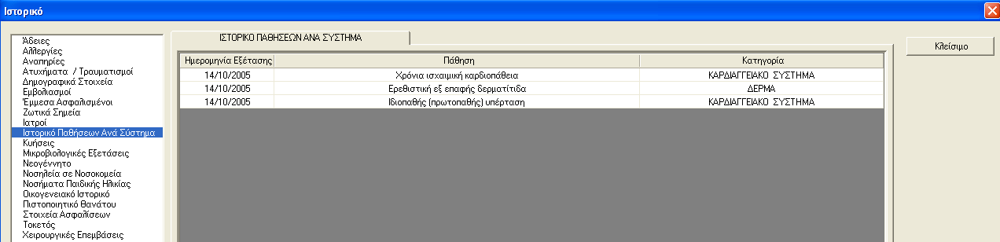 Ιστορικό
Άδειες
Αλλεργίες
Αναπηρίες
Ατυχήματα / Τραυματισμοί
Δημογραφικά Στοιχεία
Εμβολιασμοί
Έμμεσα Ασφαλισμένοι
Ζωτικά Σημεία
Ιατροί
Ιστορικό Παθήσεων Ανά Σύστημα
Κυήσεις
Μικροβιολογικές Εξετάσεις
Νεογέννητο
Νοσηλεία σε Νοσοκομεία
Νοσήματα Παιδικής Ηλικίας
Οικογενειακό Ιστορικό
Πιστοποιητικό Θανάτου
Στοιχεία Ασφαλίσεων
Τοκετός
Χειρουργικές Επεμβάσεις
ΙΣΤΟΡΙΚΟ ΠΑΘΗΣΕΩΝ ΑΝΑ ΣΥΣΤΗΜΑ
Ημερομηνία Εξέτασης Πάθηση Κατηγορία
14/10/2005 Χρόνια ισχαιμική καρδιοπάθεια ΚΑΡΔΙΑΓΓΕΙΑΚΟ ΣΥΣΤΗΜΑ
14/10/2005 Ερεθιστική εξ επαφής δερματίτιδα ΔΕΡΜΑ
14/10/2005 Ιδιοπαθής (πρωτοπαθής) υπέρταση ΚΑΡΔΙΑΓΓΕΙΑΚΟ ΣΥΣΤΗΜΑ
Κλείσιμο